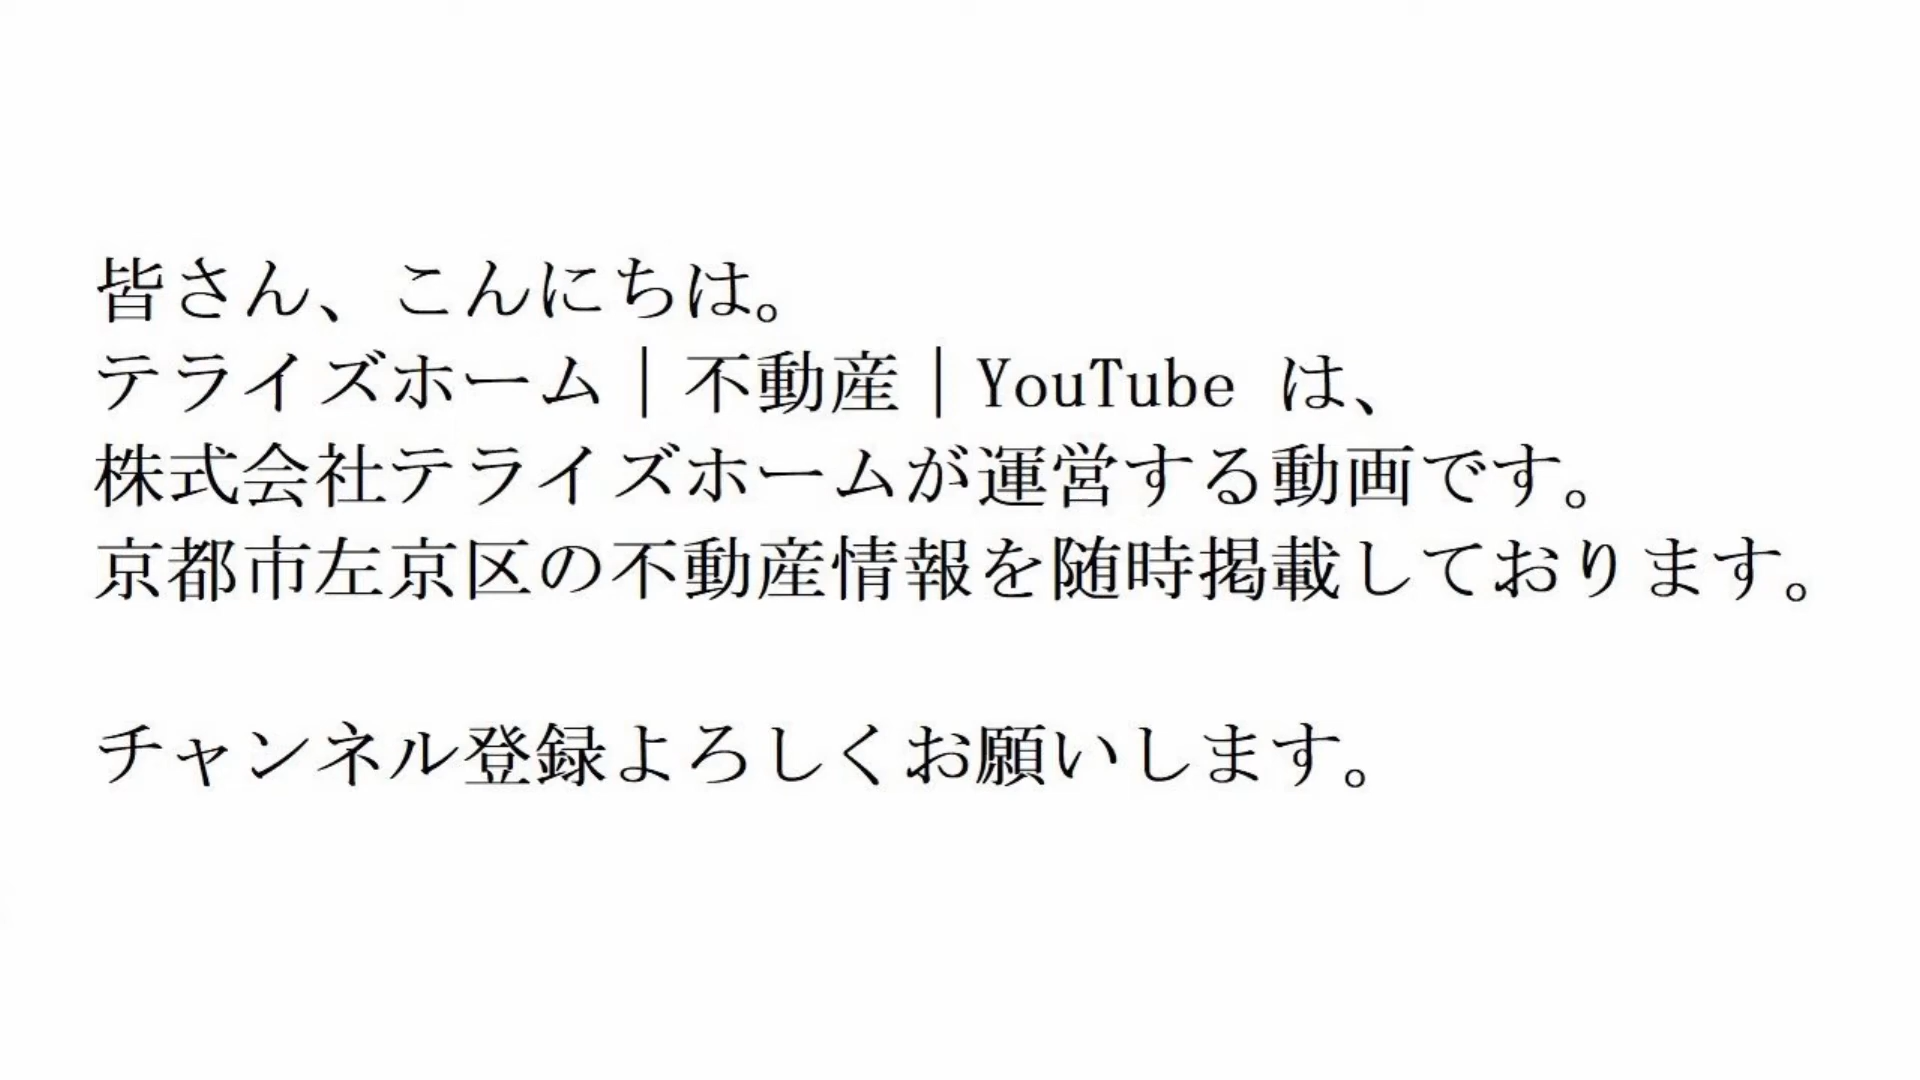 皆さん、こんにちは。
テライズホーム｜不動産｜YouTube は、
株式会社テライズホームが運営する動画です。
京都市左京区の不動産情報を随時掲載しております。
チャンネル登録よろしくお願いします。